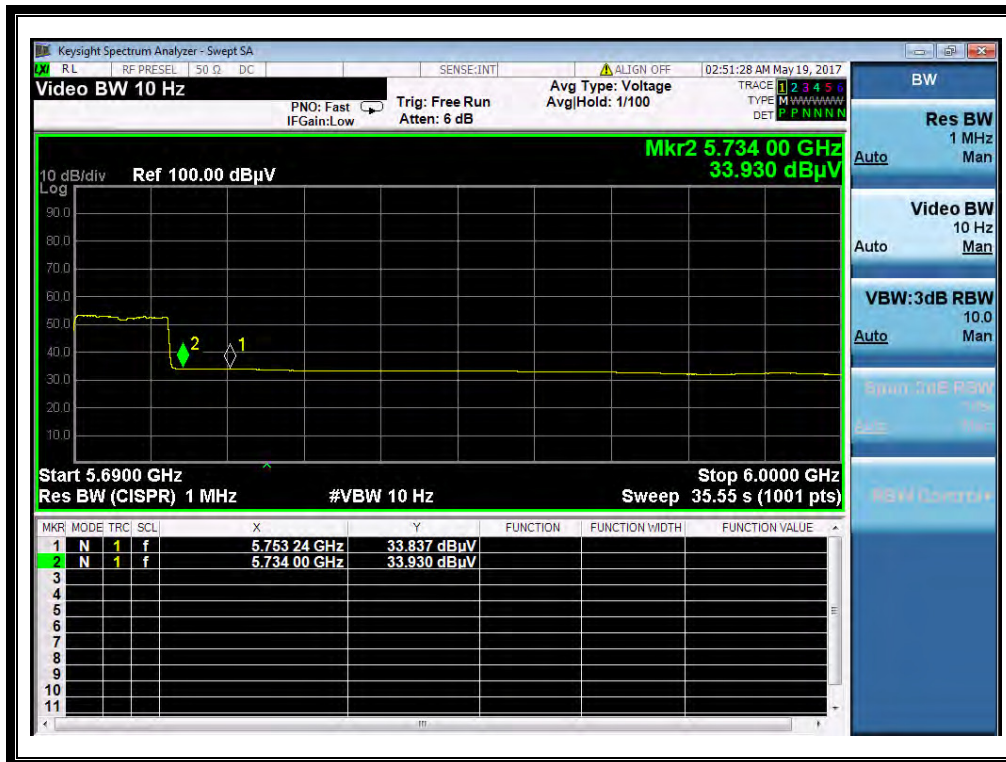 Keysight Spectrum Analyzer - Swept SA
LXI RL RF PRESEL 50 Ω DC SENSE:INT ALIGN OFF 02:51:28 AM May 19, 2017
Video BW 10 Hz
PNO: Fast
IFGain:Low
Trig: Free Run
Atten: 6 dB
Avg Type: Voltage
Avg|Hold: 1/100
TRACE 1 2 3 4 5 6
TYPE M WWWWW
DET P P N N N N
Mkr2 5.734 00 GHz
33.930 dBµV
10 dB/div Ref 100.00 dBµV
Log
90.0
80.0
70.0
60.0
50.0
40.0
30.0
20.0
10.0
2
1
Start 5.6900 GHz Stop 6.0000 GHz
Res BW (CISPR) 1 MHz #VBW 10 Hz Sweep 35.55 s (1001 pts)
MKR MODE TRC SCL X Y FUNCTION FUNCTION WIDTH FUNCTION VALUE
1 N 1 f 5.753 24 GHz 33.837 dBµV
2 N 1 f 5.734 00 GHz 33.930 dBµV
3
4
5
6
7
8
9
10
11
BW
Res BW
1 MHz
Auto Man
Video BW
10 Hz
Auto Man
VBW:3dB RBW
10.0
Auto Man